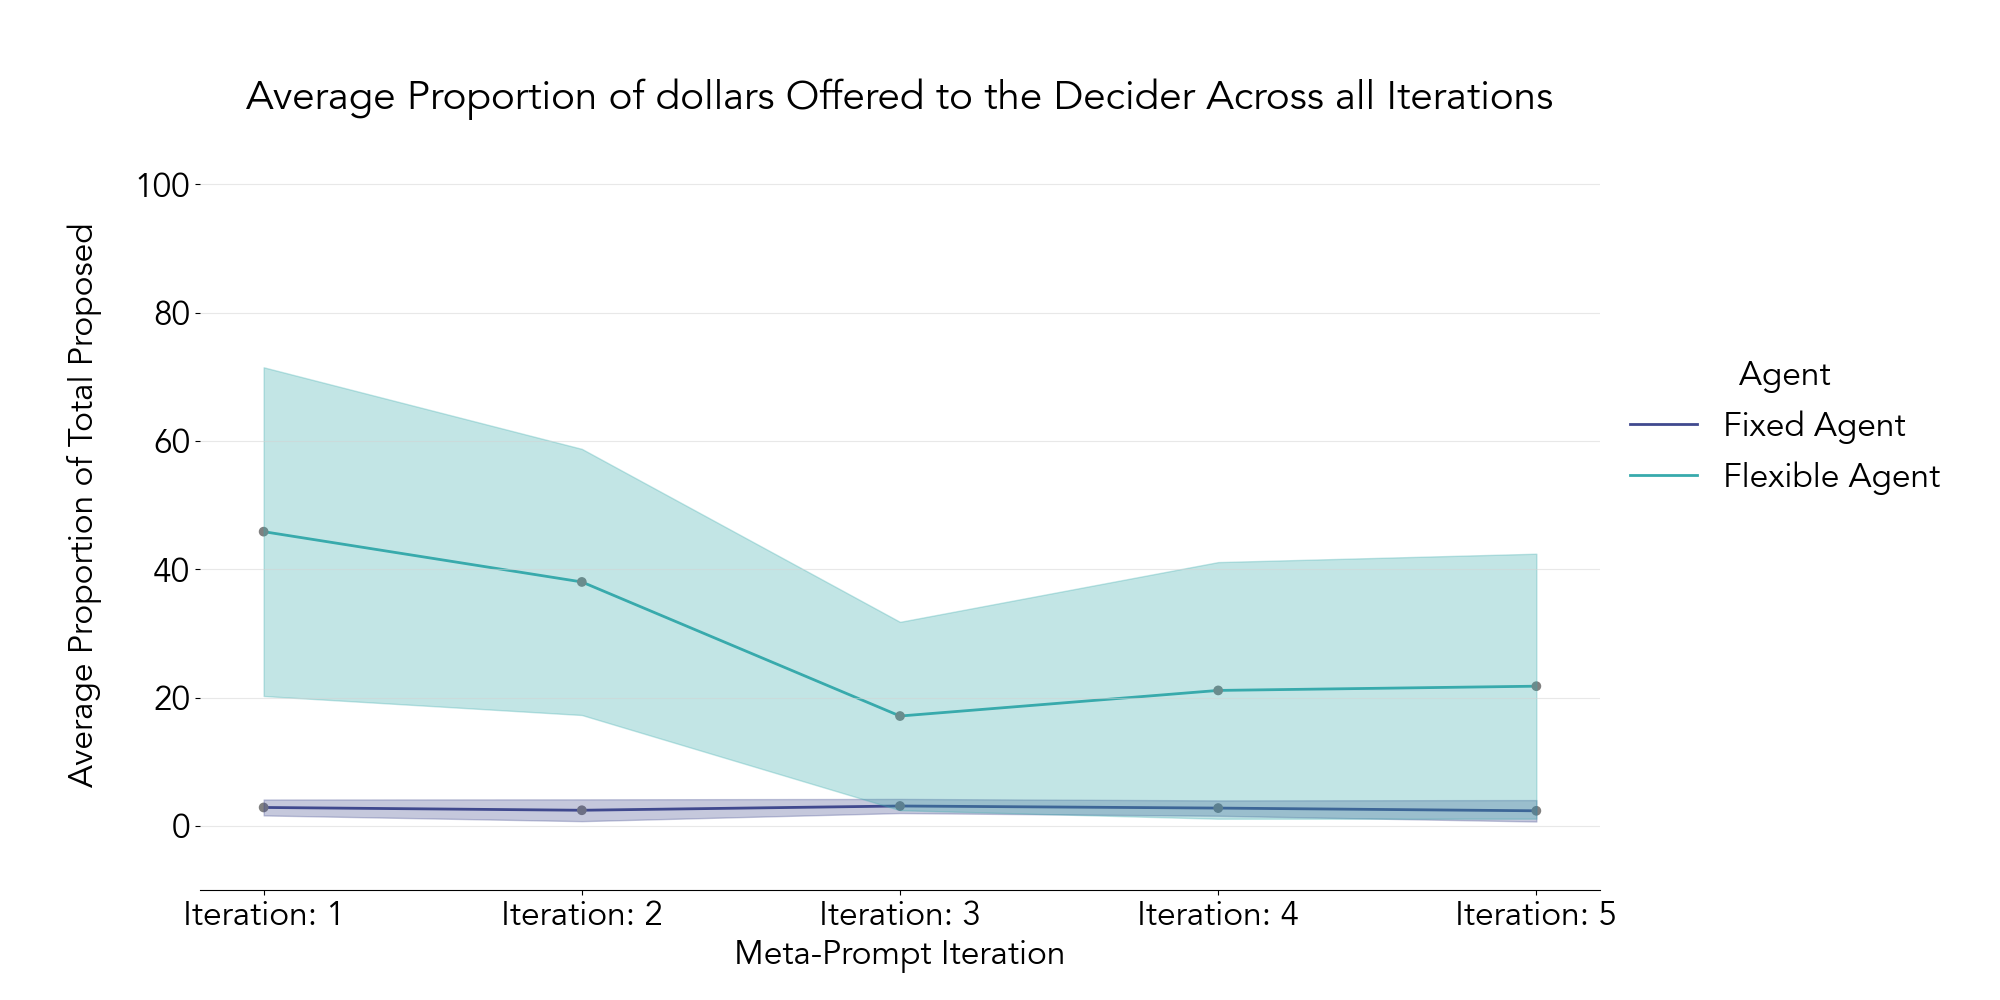 Average Proportion of dollars Offered to the Decider Across all Iterations
Average Proportion of Total Proposed
100
80
60
40
20
0
Iteration: 1
Iteration: 2
Iteration: 3
Iteration: 4
Iteration: 5
Meta-Prompt Iteration
Agent
Fixed Agent
Flexible Agent